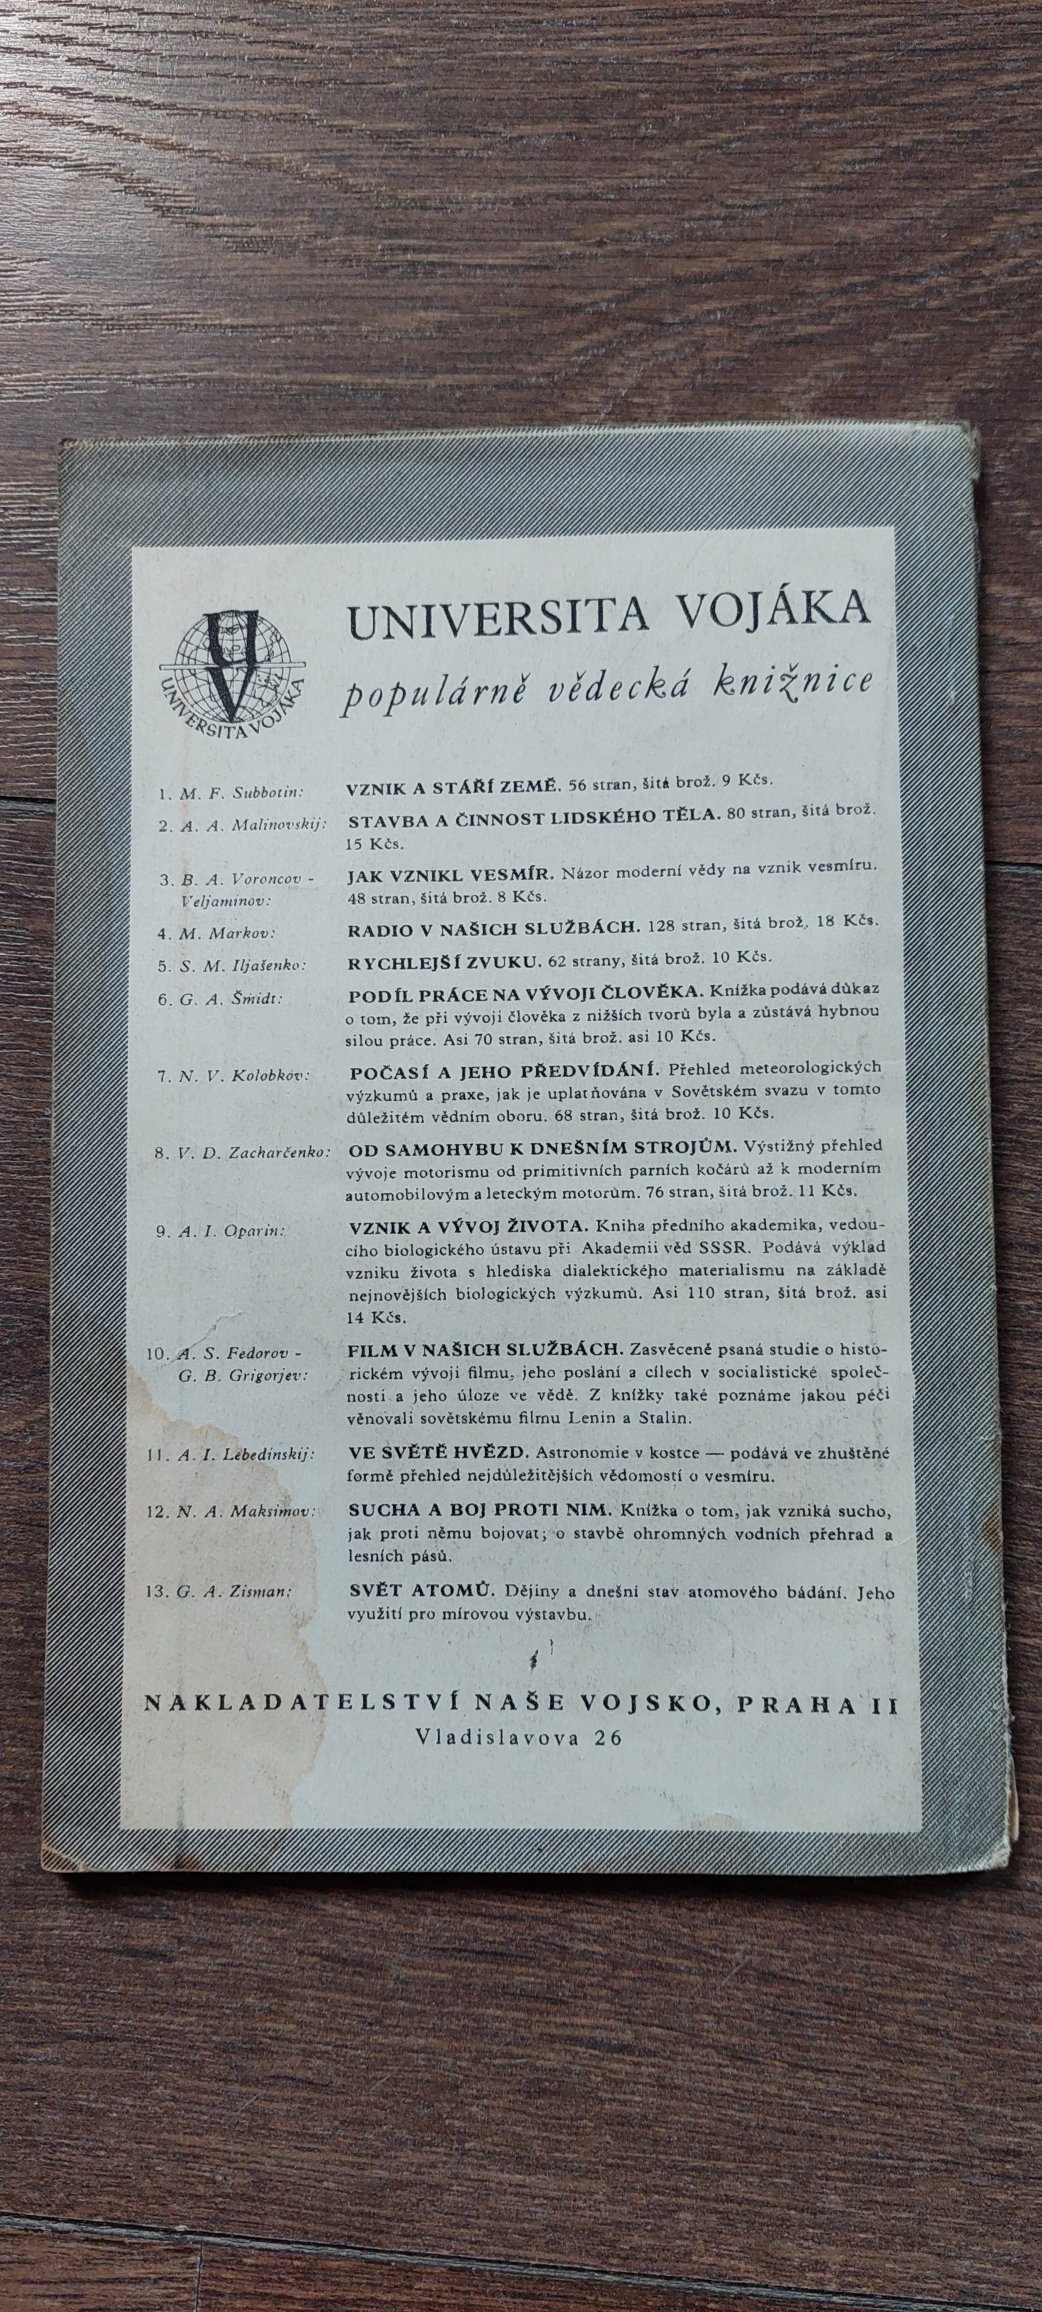 UNIVERSITA VOJÁKA
UV
UNIVERSITA VOJÁKA
populárně vědecká knižnice
1. M. F. Subbotin: VZNIK A STÁŘÍ ZEMĚ. 56 stran, šitá brož. 9 Kčs.
2. A. A. Malinovskij: STAVBA A ČINNOST LIDSKÉHO TĚLA. 80 stran, šitá brož.
15 Kčs.
3. B. A. Voroncov - JAK VZNIKL VESMÍR. Názor moderní vědy na vznik vesmíru.
Veljaminov: 48 stran, šitá brož. 8 Kčs.
4. M. Markov: RADIO V NAŠICH SLUŽBÁCH. 128 stran, šitá brož. 18 Kčs.
5. S. M. Iljašenko: RYCHLEJŠÍ ZVUKU. 62 strany, šitá brož. 10 Kčs.
6. G. A. Šmidt: PODÍL PRÁCE NA VÝVOJI ČLOVĚKA. Knížka podává důkaz
o tom, že při vývoji člověka z nižších tvorů byla a zůstává hybnou
silou práce. Asi 70 stran, šitá brož. asi 10 Kčs.
7. N. V. Kolobkov: POČASÍ A JEHO PŘEDVÍDÁNÍ. Přehled meteorologických
výzkumů a praxe, jak je uplatňována v Sovětském svazu v tomto
důležitém vědním oboru. 68 stran, šitá brož. 10 Kčs.
8. V. D. Zacharčenko: OD SAMOHYBU K DNEŠNÍM STROJŮM. Výstižný přehled
vývoje motorismu od primitivních parních kočárů až k moderním
automobilovým a leteckým motorům. 76 stran, šitá brož. 11 Kčs.
9. A. I. Oparin: VZNIK A VÝVOJ ŽIVOTA. Kniha předního akademika, vedou-
cího biologického ústavu při Akademii věd SSSR. Podává výklad
vzniku života s hlediska dialektického materialismu na základě
nejnovějších biologických výzkumů. Asi 110 stran, šitá brož. asi
14 Kčs.
10. A. S. Fedorov - FILM V NAŠICH SLUŽBÁCH. Zasvěceně psaná studie o histo-
G. B. Grigorjev: rickém vývoji filmu, jeho poslání a cílech v socialistické společ-
nosti a jeho úloze ve vědě. Z knížky také poznáme jakou péči
věnovali sovětskému filmu Lenin a Stalin.
11. A. I. Lebedinskij: VE SVĚTĚ HVĚZD. Astronomie v kostce — podává ve zhuštěné
formě přehled nejdůležitějších vědomostí o vesmíru.
12. N. A. Maksimov: SUCHA A BOJ PROTI NIM. Knížka o tom, jak vzniká sucho,
jak proti němu bojovat; o stavbě ohromných vodních přehrad a
lesních pásů.
13. G. A. Zisman: SVĚT ATOMŮ. Dějiny a dnešní stav atomového bádání. Jeho
využití pro mírovou výstavbu.
NAKLADATELSTVÍ NAŠE VOJSKO, PRAHA II
Vladislavova 26